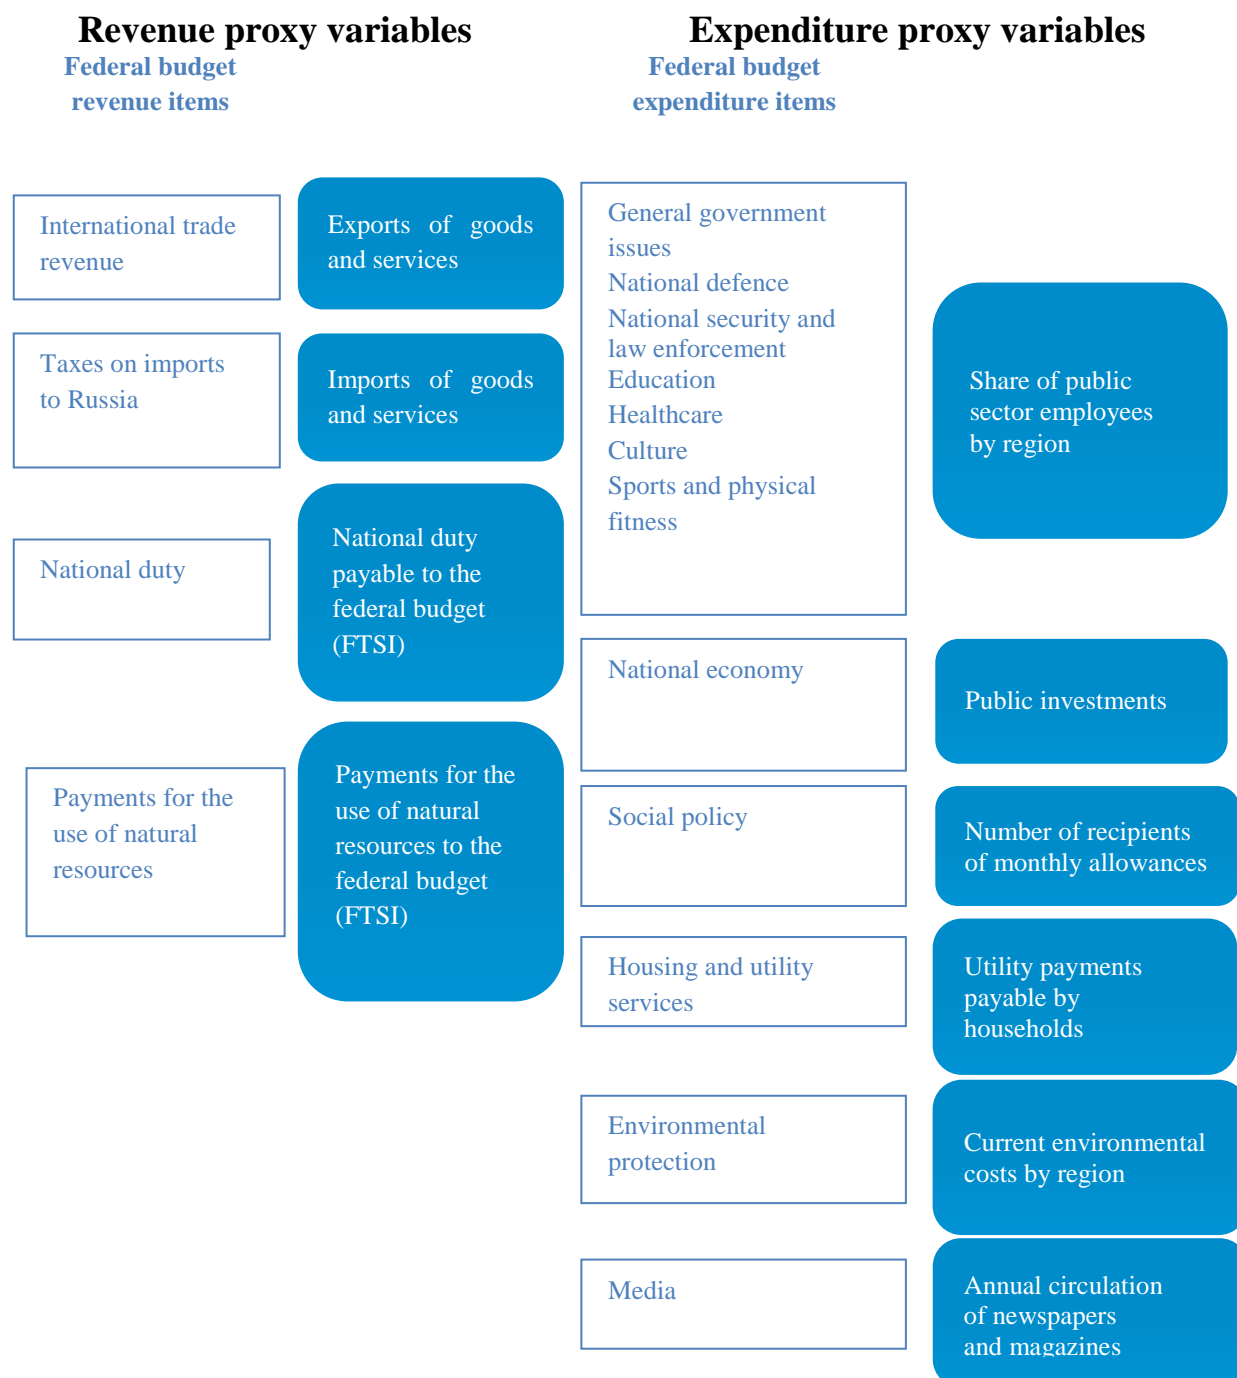 Revenue proxy variables
Federal budget
revenue items
International trade
revenue
Exports of goods
and services
Taxes on imports
to Russia
Imports of goods
and services
National duty
National duty
payable to the
federal budget
(FTSI)
Payments for the
use of natural
resources
Payments for the
use of natural
resources to the
federal budget
(FTSI)
Expenditure proxy variables
Federal budget
expenditure items
General government
issues
National defence
National security and
law enforcement
Education
Healthcare
Culture
Sports and physical
fitness
Share of public
sector employees
by region
National economy
Public investments
Social policy
Number of recipients
of monthly allowances
Housing and utility
services
Utility payments
payable by
households
Environmental
protection
Current environmental
costs by region
Media
Annual circulation
of newspapers
and magazines